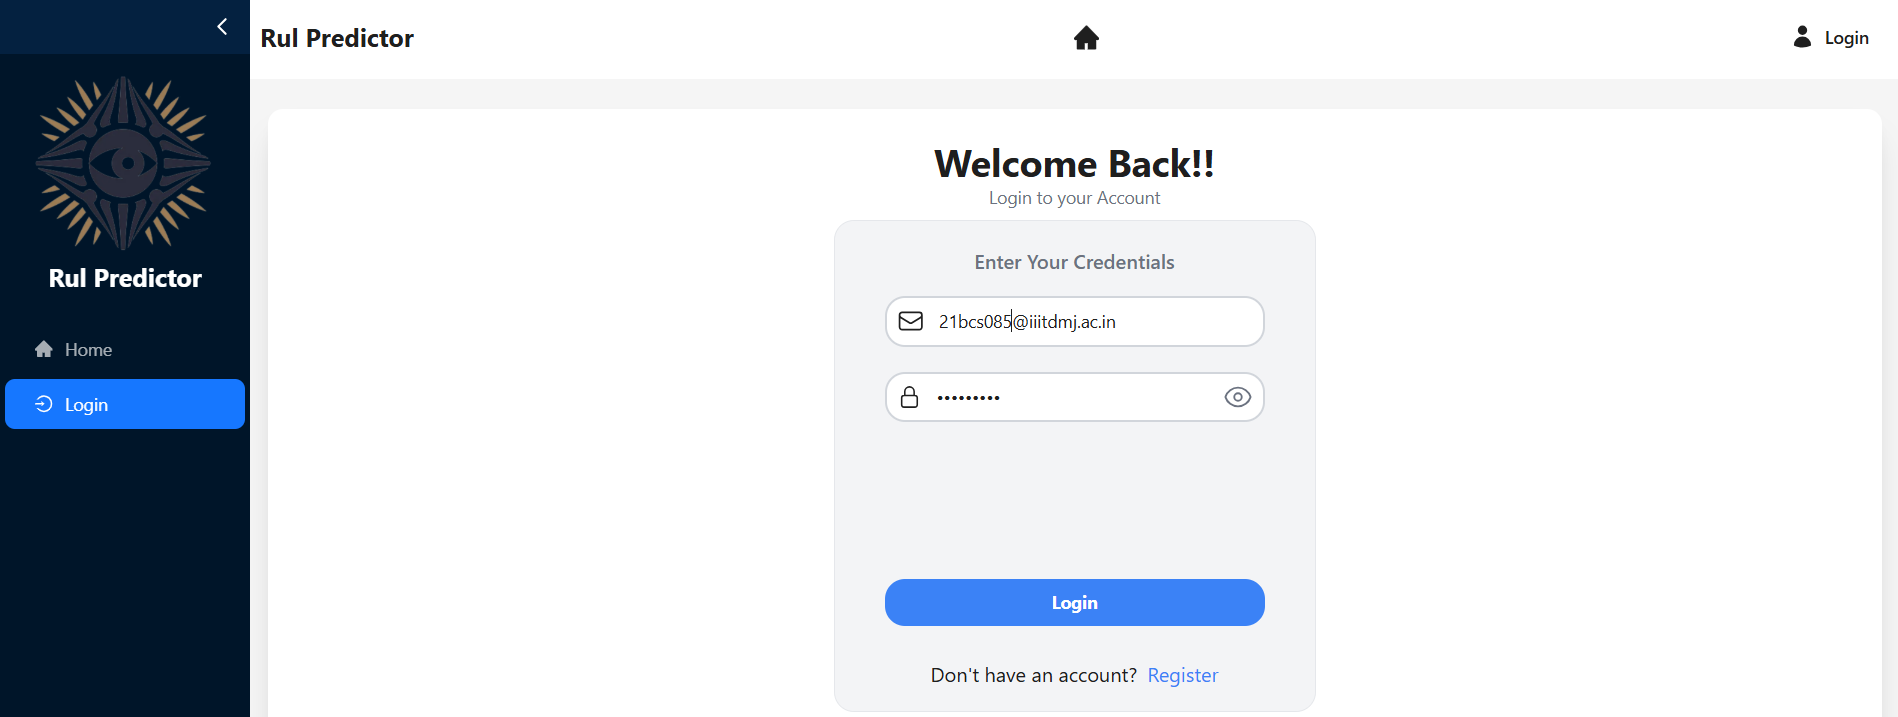 Rul Predictor
Home
Login
Rul Predictor
Login
Welcome Back!!
Login to your Account
Enter Your Credentials
21bcs085@iiitdmj.ac.in
•••••••••
Login
Don't have an account? Register